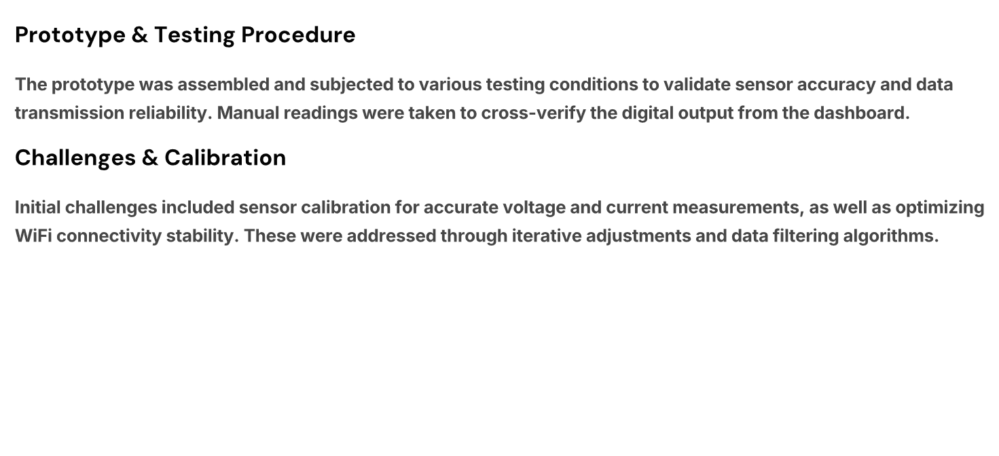 Prototype & Testing Procedure
The prototype was assembled and subjected to various testing conditions to validate sensor accuracy and data
transmission reliability. Manual readings were taken to cross-verify the digital output from the dashboard.
Challenges & Calibration
Initial challenges included sensor calibration for accurate voltage and current measurements, as well as optimizing
WiFi connectivity stability. These were addressed through iterative adjustments and data filtering algorithms.